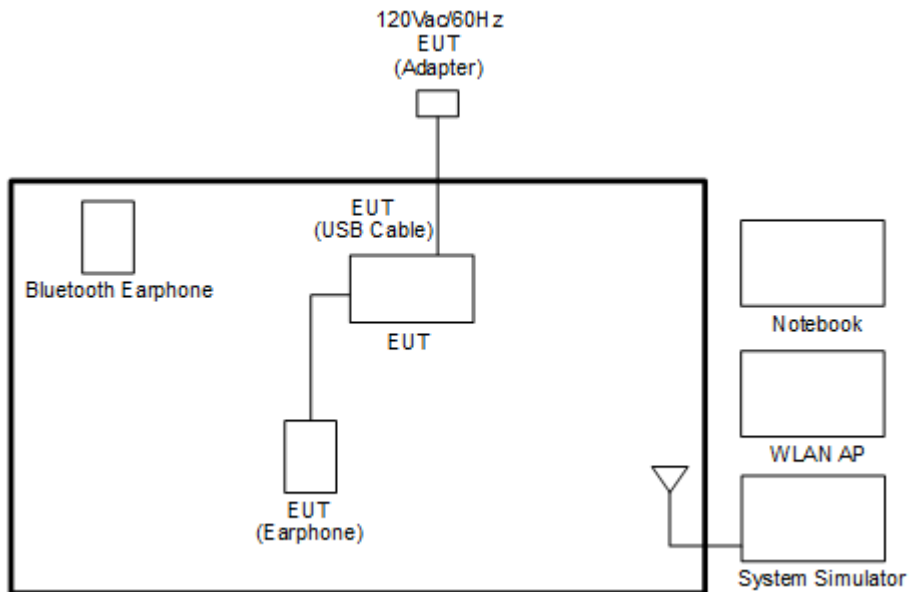 120Vac/60Hz
EUT
(Adapter)
EUT
(USB Cable)
Bluetooth Earphone
EUT
Notebook
WLAN AP
EUT
(Earphone)
System Simulator